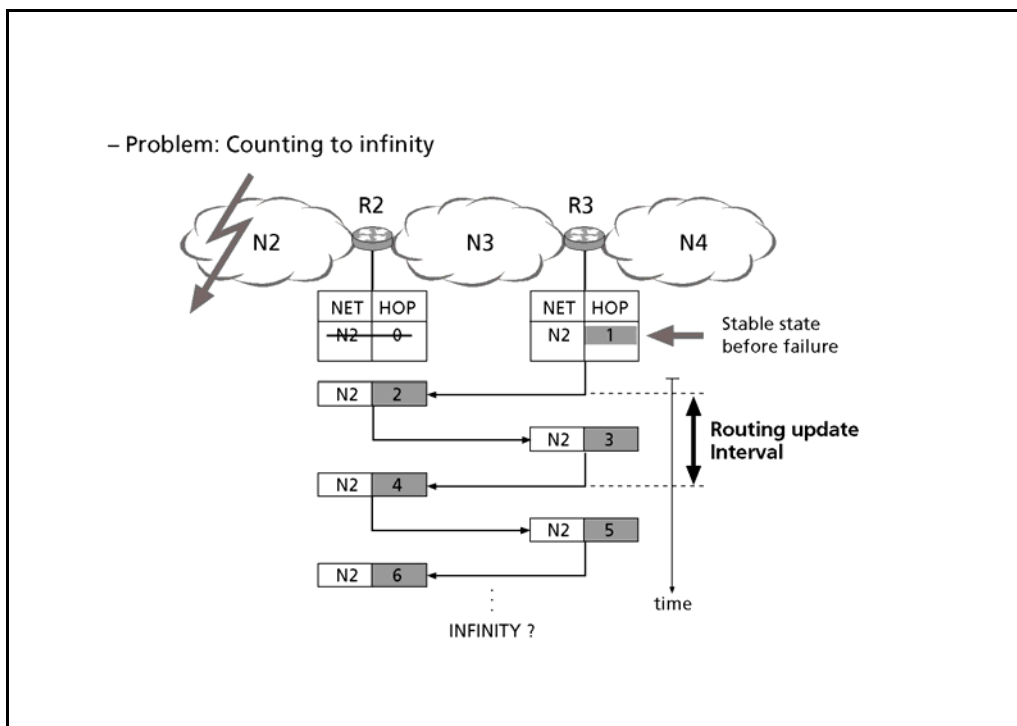 – Problem: Counting to infinity
R2
R3
N2
N3
N4
NET HOP
N2 0
NET HOP
N2 1
Stable state
before failure
N2 2
Routing update
Interval
N2 3
N2 4
N2 5
N2 6
time
INFINITY ?